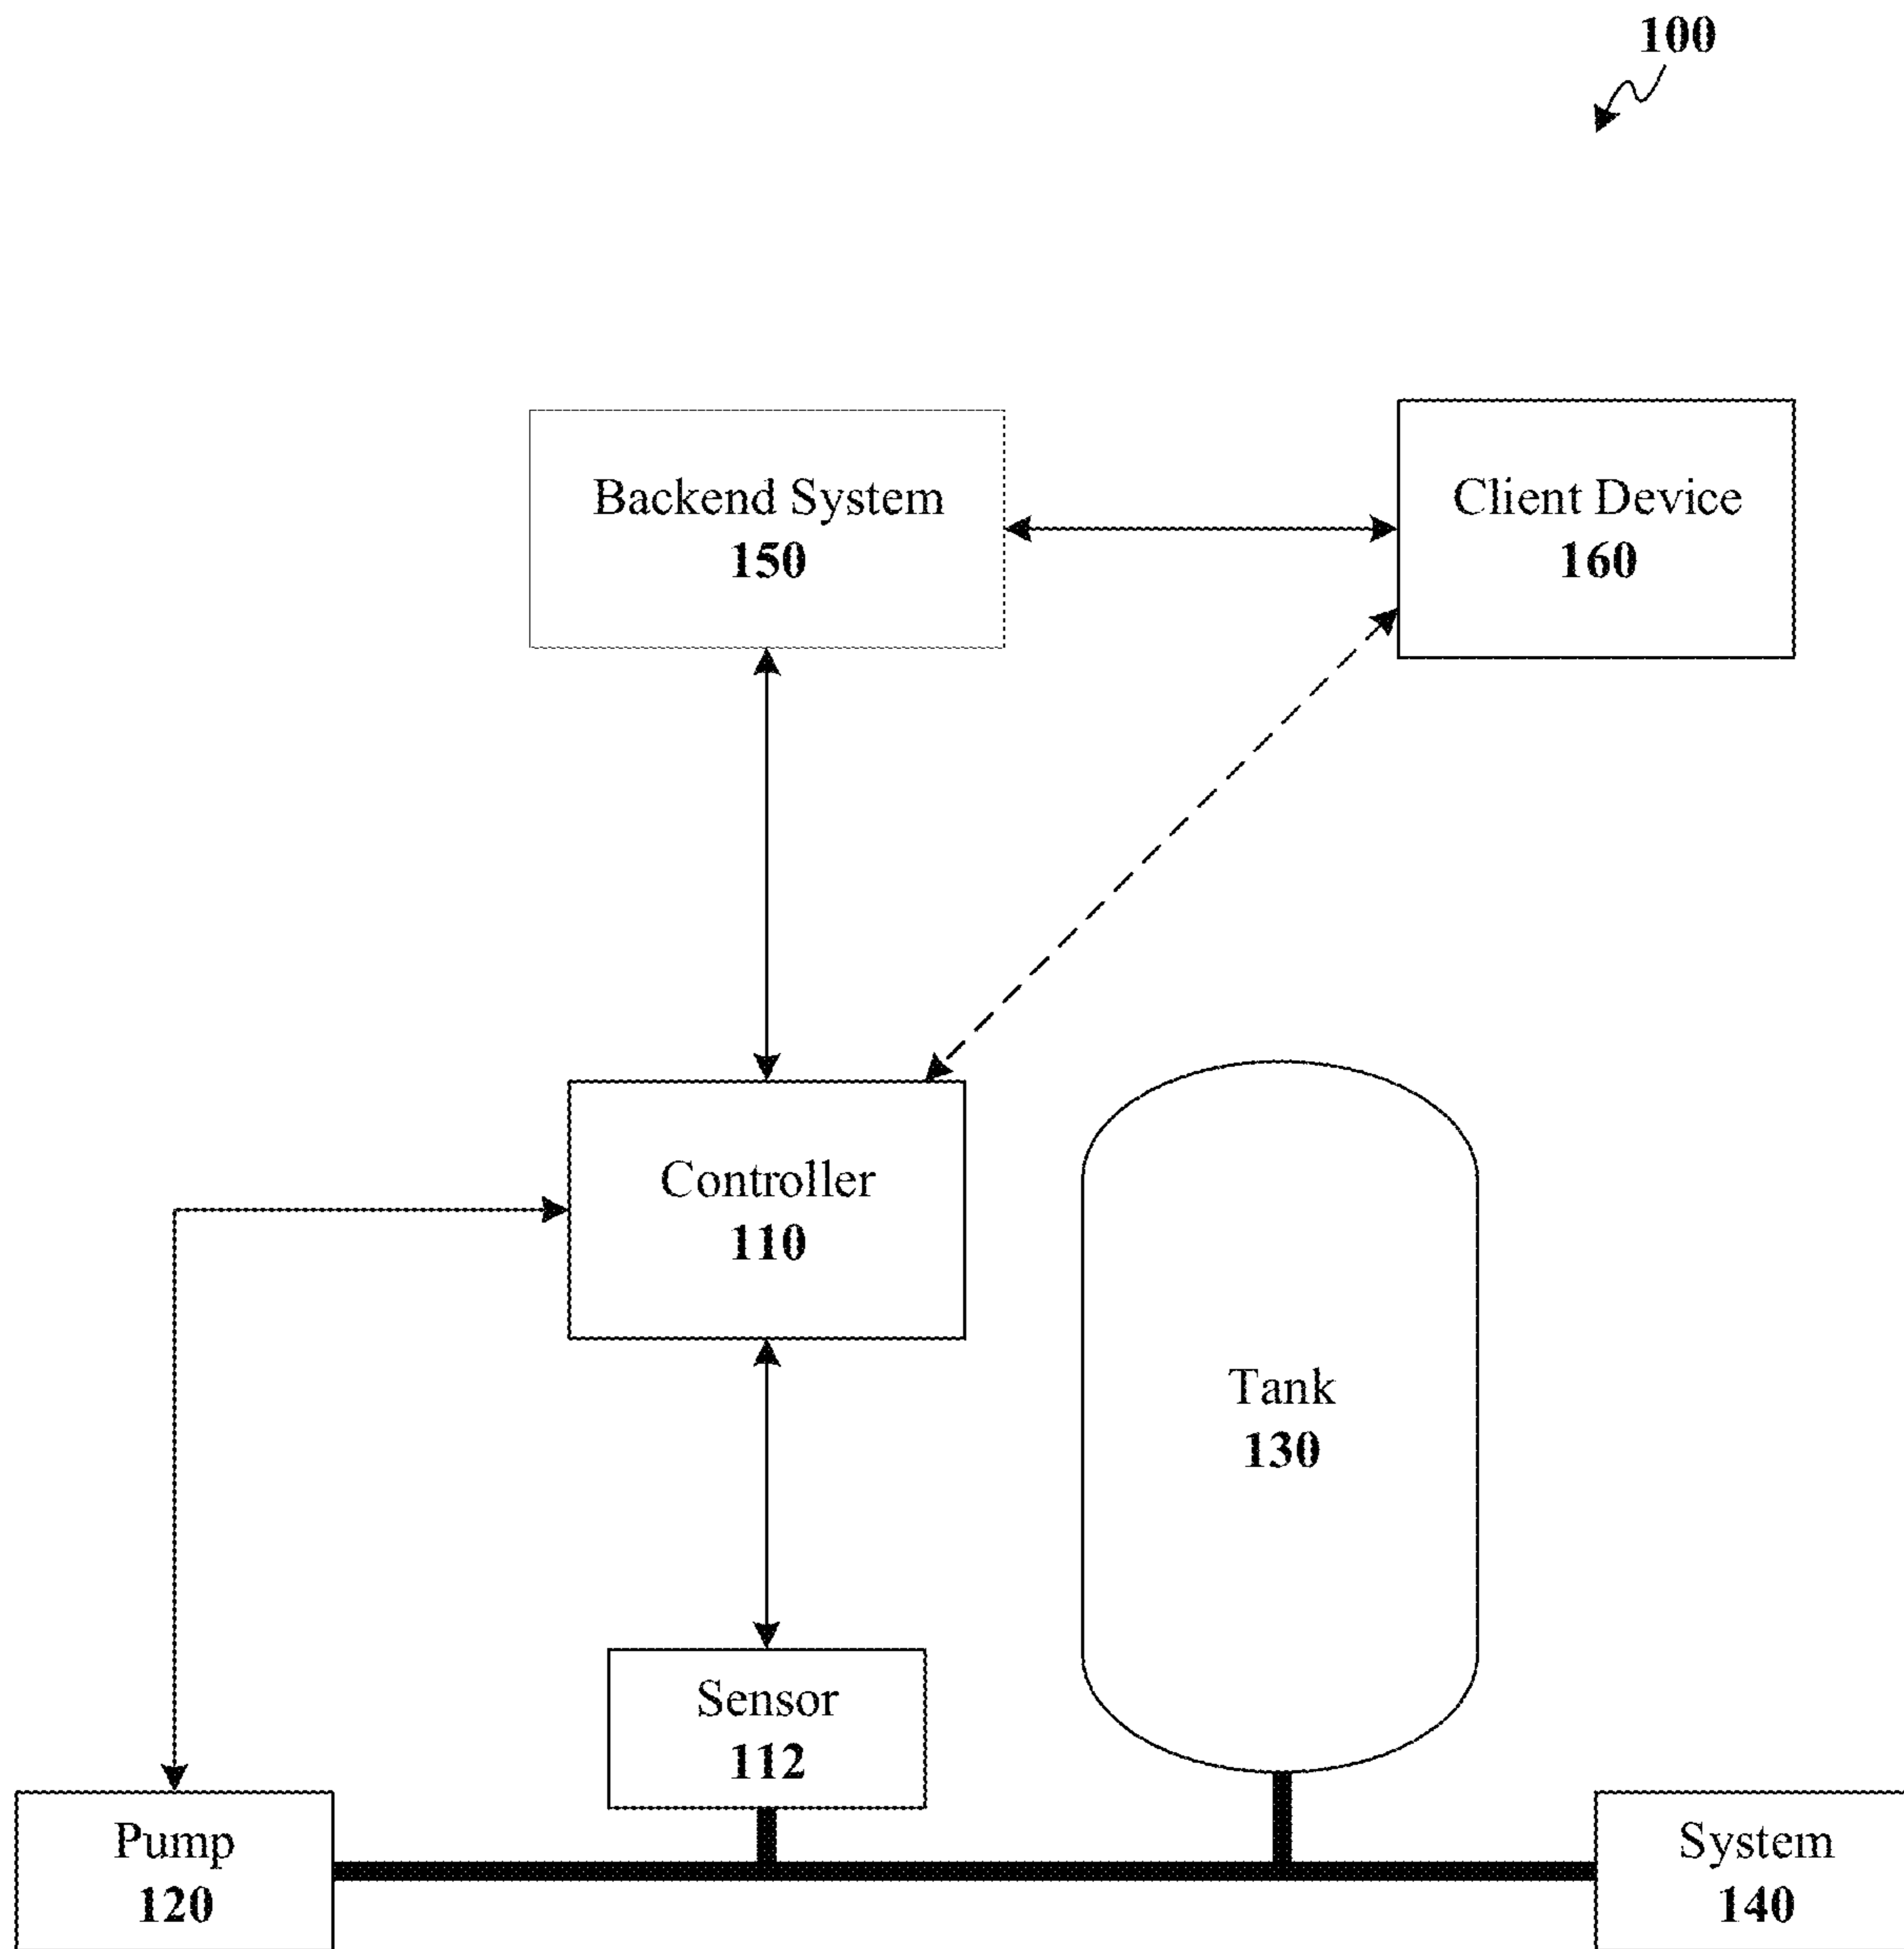 100
Backend System
150
Client Device
160
Controller
110
Tank
130
Sensor
112
Pump
120
System
140